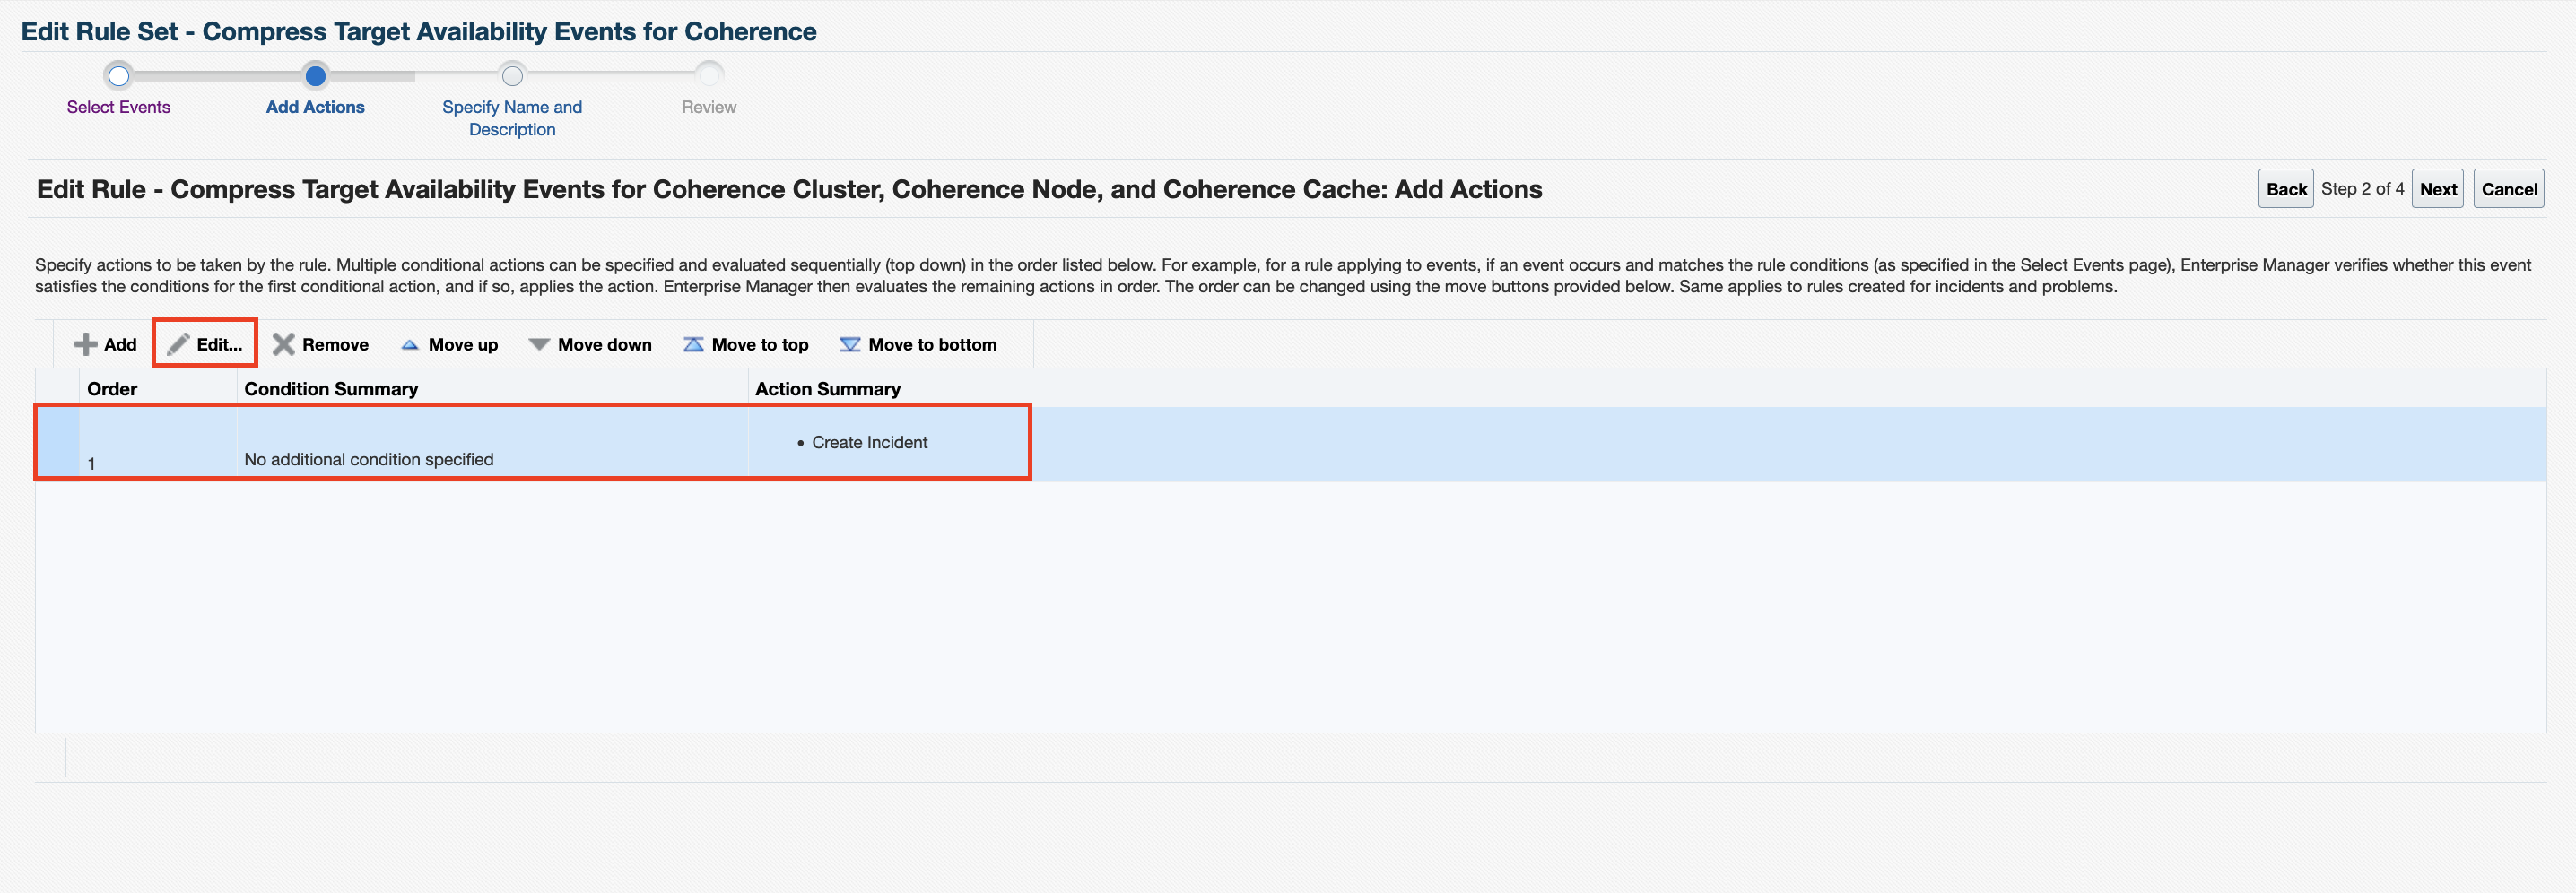 Edit Rule Set - Compress Target Availability Events for Coherence
Select Events
Add Actions
Specify Name and
Description
Review
Edit Rule - Compress Target Availability Events for Coherence Cluster, Coherence Node, and Coherence Cache: Add Actions
Back Step 2 of 4 Next Cancel
Specify actions to be taken by the rule. Multiple conditional actions can be specified and evaluated sequentially (top down) in the order listed below. For example, for a rule applying to events, if an event occurs and matches the rule conditions (as specified in the Select Events page), Enterprise Manager verifies whether this event
satisfies the conditions for the first conditional action, and if so, applies the action. Enterprise Manager then evaluates the remaining actions in order. The order can be changed using the move buttons provided below. Same applies to rules created for incidents and problems.
Add Edit... Remove Move up Move down Move to top Move to bottom
Order Condition Summary Action Summary
1 No additional condition specified • Create Incident